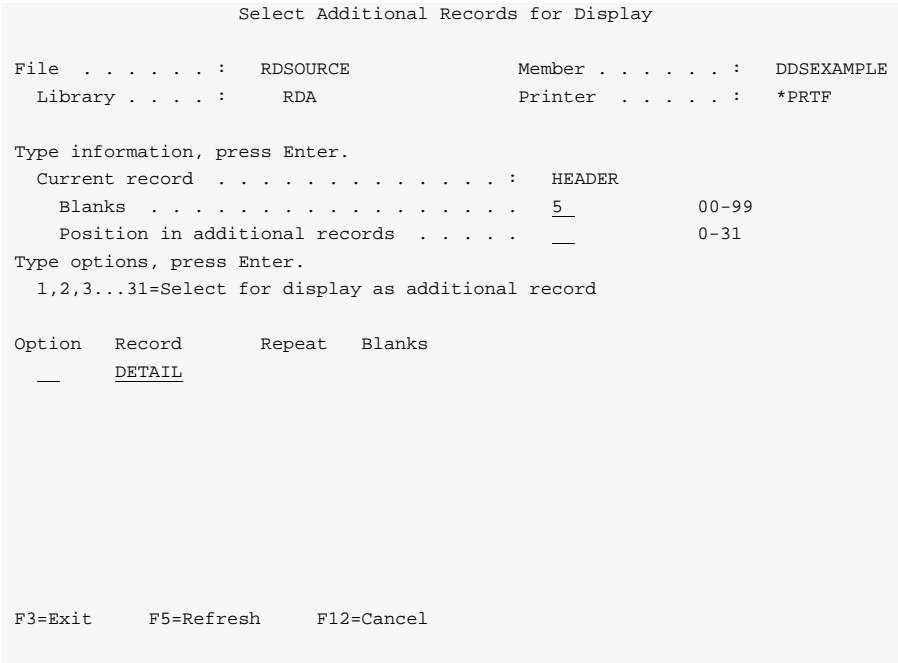 Select Additional Records for Display
File . . . . . . : RDSOURCE Member . . . . . . : DDSEXAMPLE
Library . . . . : RDA Printer . . . . . : *PRTF
Type information, press Enter.
Current record . . . . . . . . . . . . . : HEADER
Blanks . . . . . . . . . . . . . . . . . 5 00-99
Position in additional records . . . . . __ 0-31
Type options, press Enter.
1,2,3...31=Select for display as additional record
Option Record Repeat Blanks
__ DETAIL
F3=Exit F5=Refresh F12=Cancel